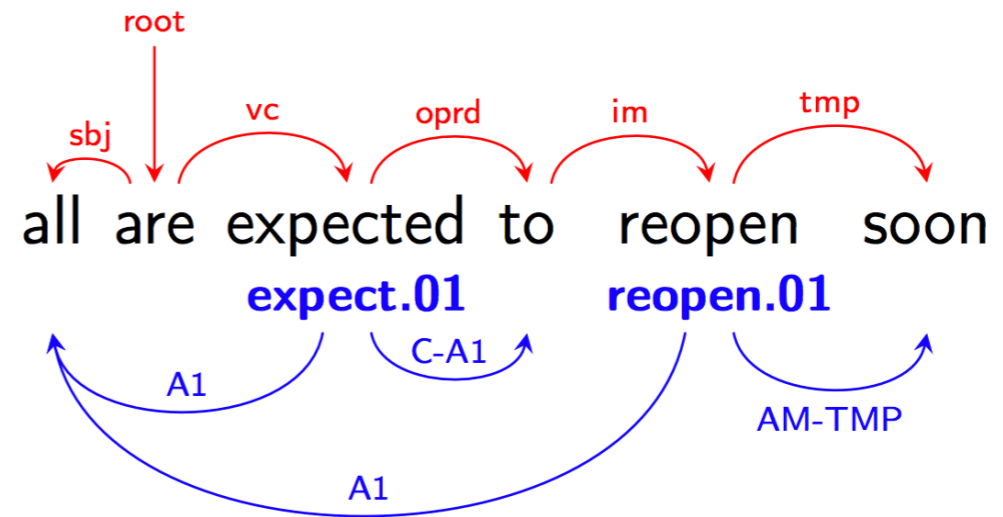 root
sbj vc oprd im tmp
all are expected to reopen soon
expect.01 reopen.01
A1 C-A1 AM-TMP
A1